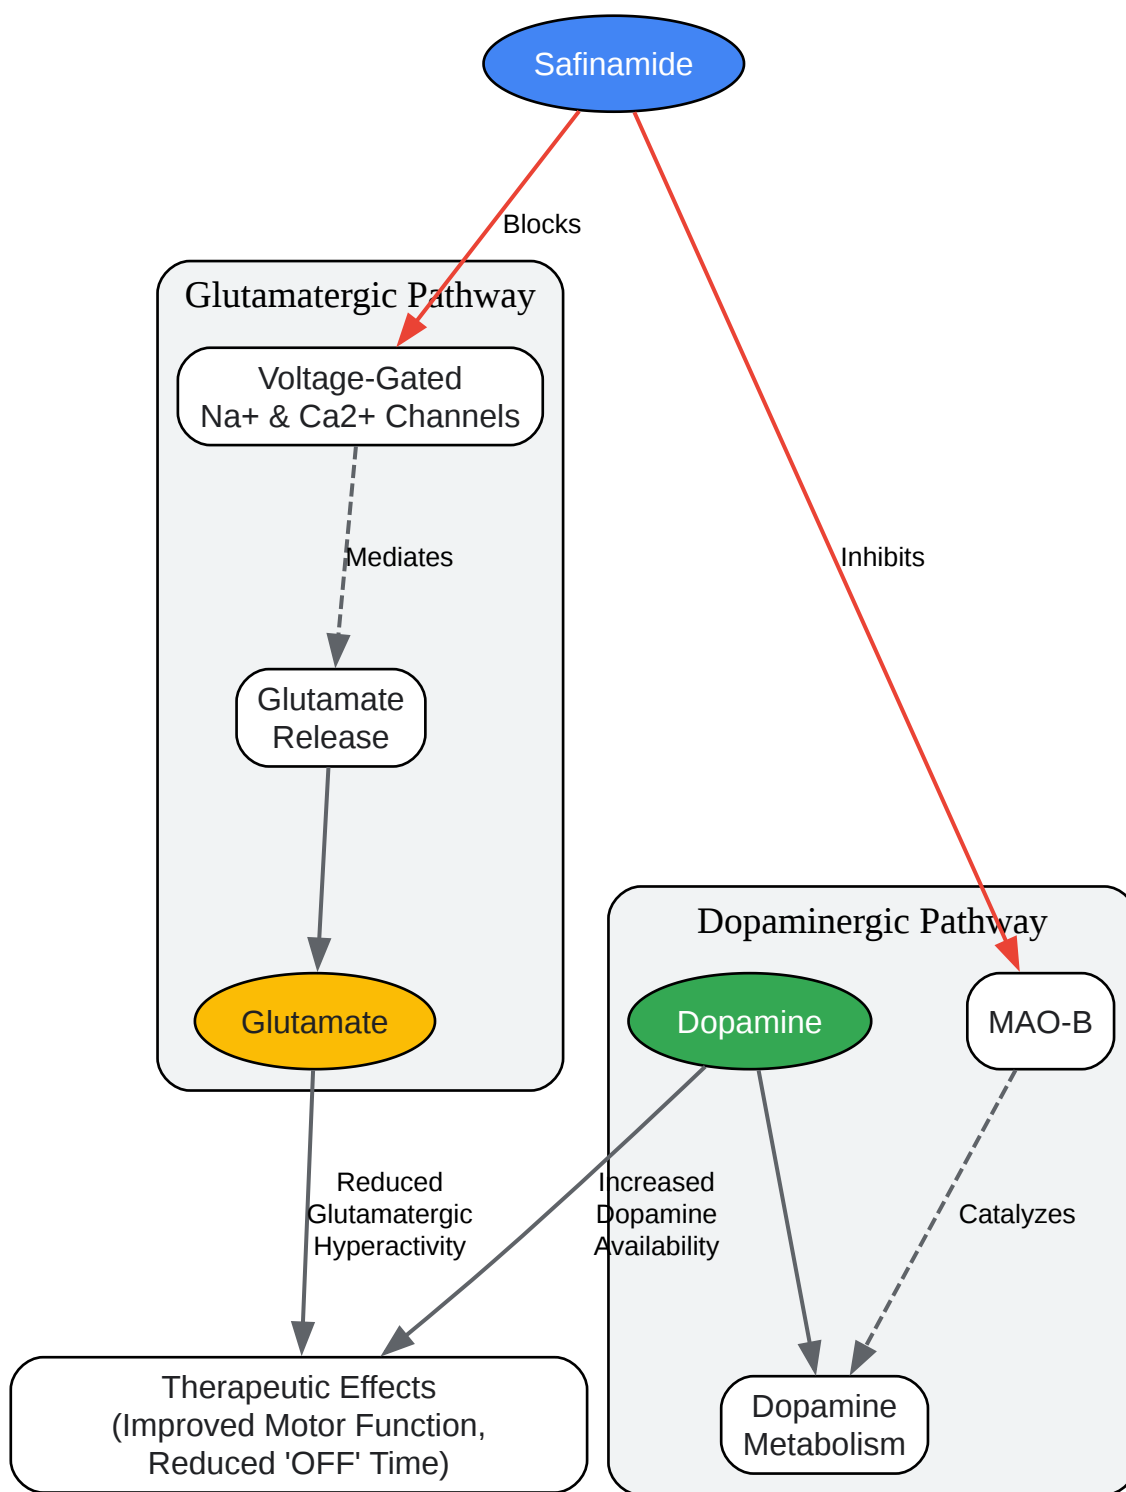 Safinamide
Blocks
Glutamatergic Pathway
Voltage-Gated
Na+ & Ca2+ Channels
Mediates
Inhibits
Glutamate
Release
Dopaminergic Pathway
Glutamate
Dopamine
MAO-B
Reduced
Glutamatergic
Hyperactivity
Increased
Dopamine
Availability
Catalyzes
Therapeutic Effects
(Improved Motor Function,
Reduced 'OFF' Time)
Dopamine
Metabolism